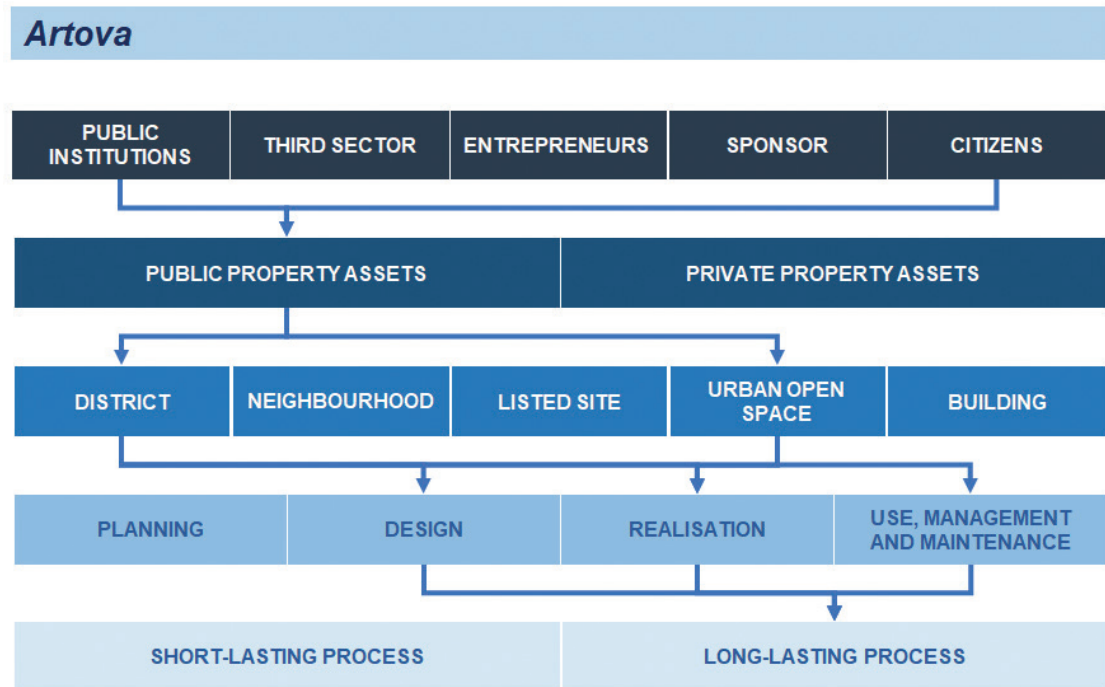 Artova
PUBLIC
INSTITUTIONS
THIRD SECTOR
ENTREPRENEURS
SPONSOR
CITIZENS
PUBLIC PROPERTY ASSETS
PRIVATE PROPERTY ASSETS
DISTRICT
NEIGHBOURHOOD
LISTED SITE
URBAN OPEN
SPACE
BUILDING
PLANNING
DESIGN
REALISATION
USE, MANAGEMENT
AND MAINTENANCE
SHORT-LASTING PROCESS
LONG-LASTING PROCESS